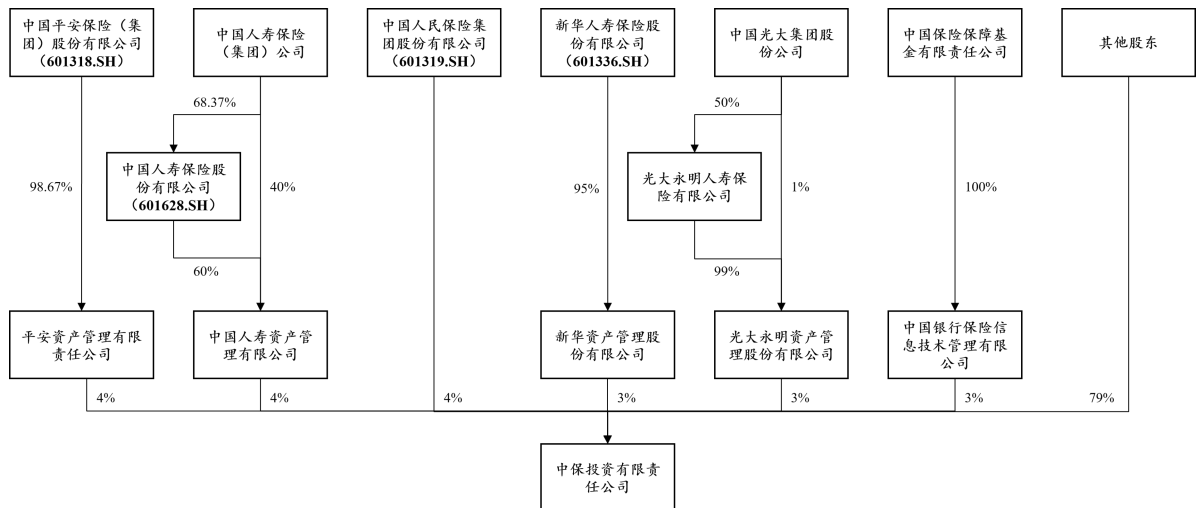 中国平安保险（集
团）股份有限公司
（601318.SH）
中国人寿保险
（集团）公司
中国人民保险集
团股份有限公司
（601319.SH）
新华人寿保险股
份有限公司
（601336.SH）
中国光大集团股
份公司
中国保险保障基
金有限责任公司
其他股东
68.37%
50%
中国人寿保险股
份有限公司
（601628.SH）
光大永明人寿保
险有限公司
98.67%
40%
95%
1%
100%
60%
99%
平安资产管理有限
责任公司
中国人寿资产管
理有限公司
新华资产管理股
份有限公司
光大永明资产管
理股份有限公司
中国银行保险信
息技术管理有限
公司
4%
4%
4%
3%
3%
3%
79%
中保投资有限责
任公司